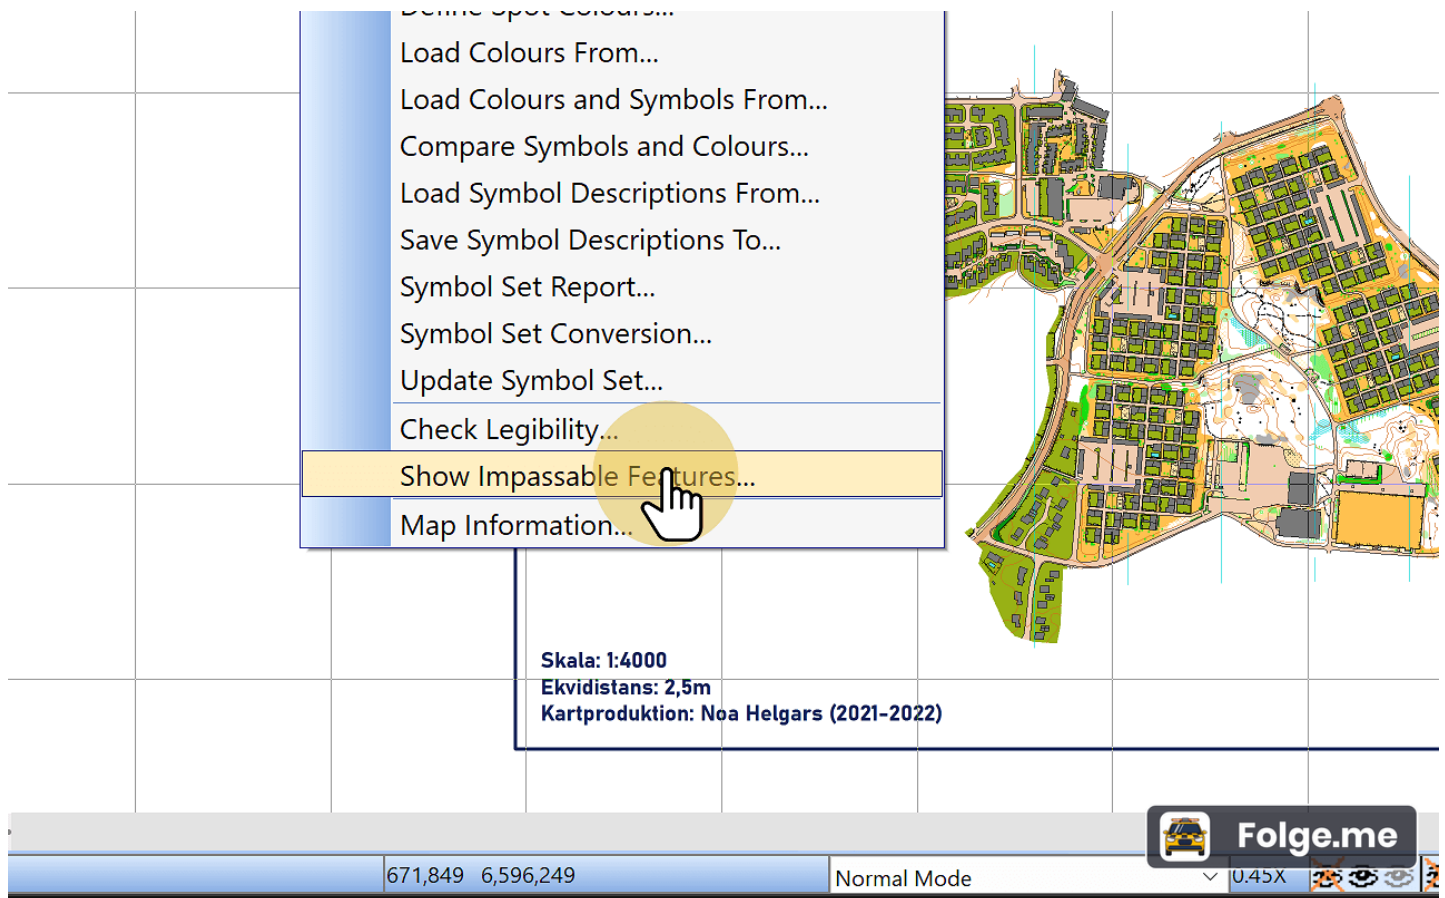 Define Spot Colours...
Load Colours From...
Load Colours and Symbols From...
Compare Symbols and Colours...
Load Symbol Descriptions From...
Save Symbol Descriptions To...
Symbol Set Report...
Symbol Set Conversion...
Update Symbol Set...
Check Legibility...
Show Impassable Features...
Map Information...
Skala: 1:4000
Ekvidistans: 2,5m
Kartproduktion: Noa Helgars (2021-2022)
Folge.me
671,849 6,596,249
Normal Mode
0.45X